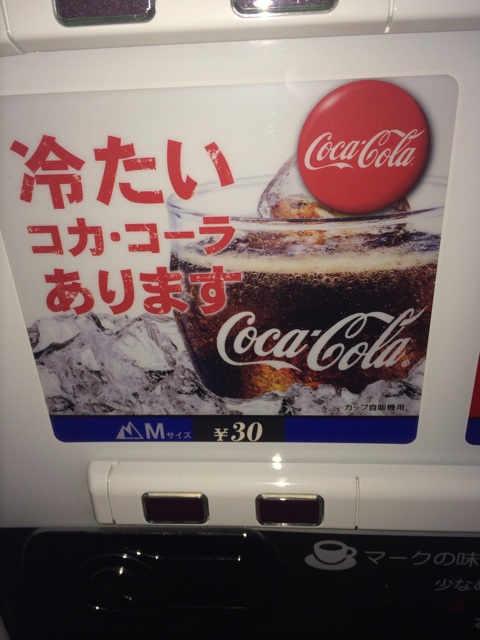 Coca-Cola
冷たい
コカ・コーラ
あります
Coca-Cola
カップ自販機用
Mサイズ ¥30
マークの味
少なめ